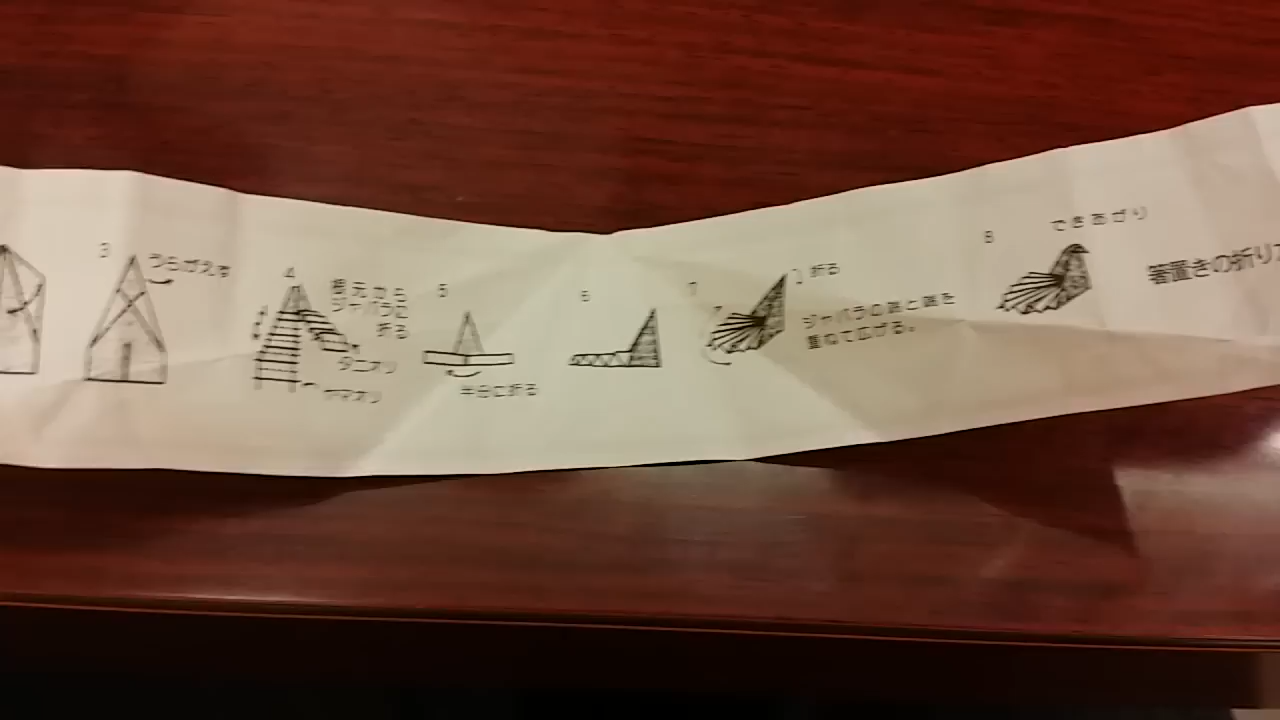 3
うらがえす
4
根元から
ジャバラに
折る
タニオリ
ヤマオリ
5
半分に折る
6
7
折る
ジャバラの端と端を
重ねて広げる。
8
できあがり
箸置きの折り